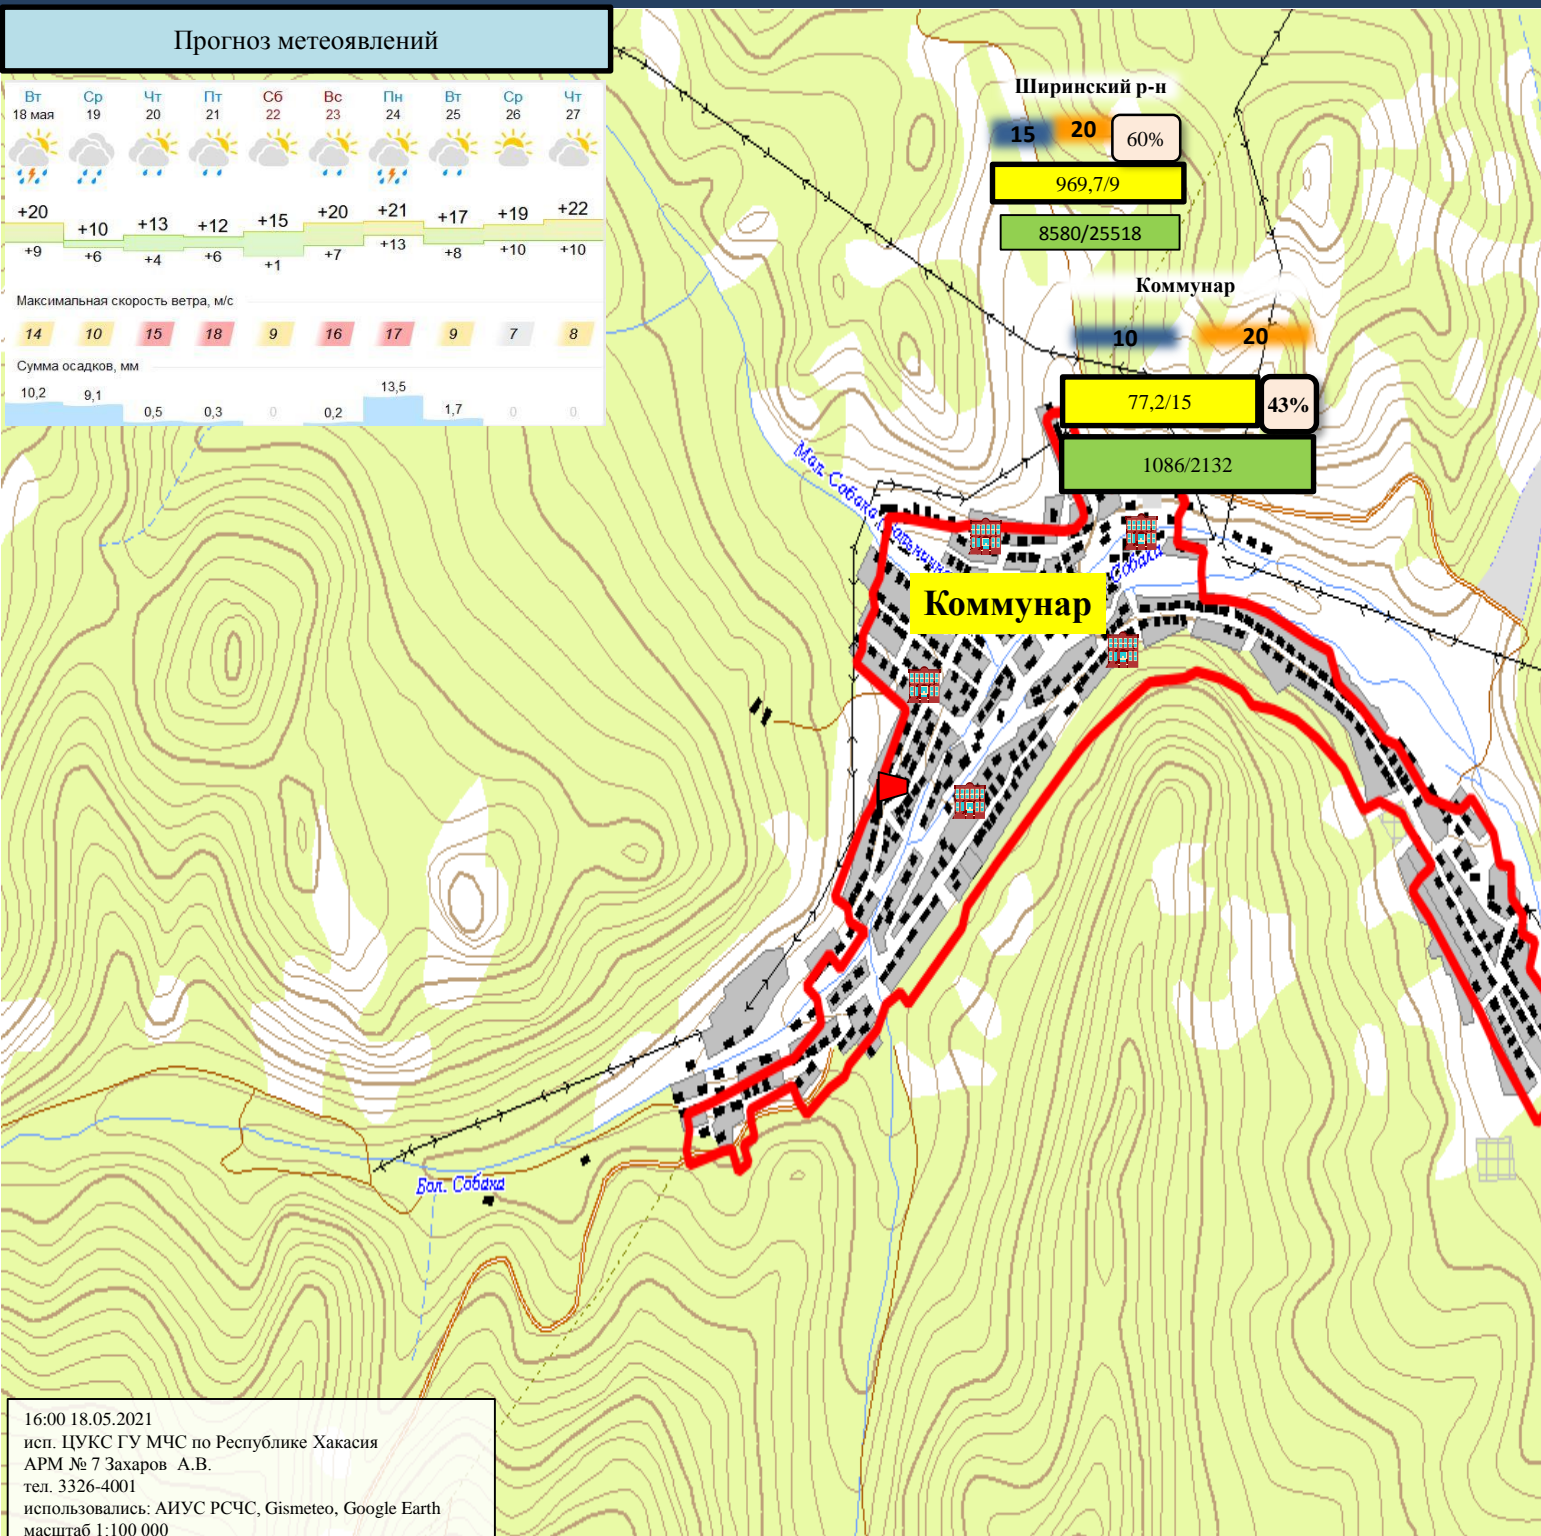 Прогноз метеоявлений
Вт Ср Чт Пт Сб Вс Пн Вт Ср Чт
18 мая 19 20 21 22 23 24 25 26 27
+20 +10 +13 +12 +15 +20 +21 +17 +19 +22
+9 +6 +4 +6 +1 +7 +13 +8 +10 +10
Максимальная скорость ветра, м/с
14 10 15 18 9 16 17 9 7 8
Сумма осадков, мм
10,2 9,1 0,5 0,3 0 0,2 13,5 1,7 0 0
Ширинский р-н
15 20 60%
969,7/9
8580/25518
Коммунар
10 20
77,2/15 43%
1086/2132
Мал. Собака
Собака
Коммунар
Бол. Собака
16:00 18.05.2021
исп. ЦУКС ГУ МЧС по Республике Хакасия
АРМ № 7 Захаров А.В.
тел. 3326-4001
использовались: АИУС РСЧС, Gismeteo, Google Earth
масштаб 1:100 000